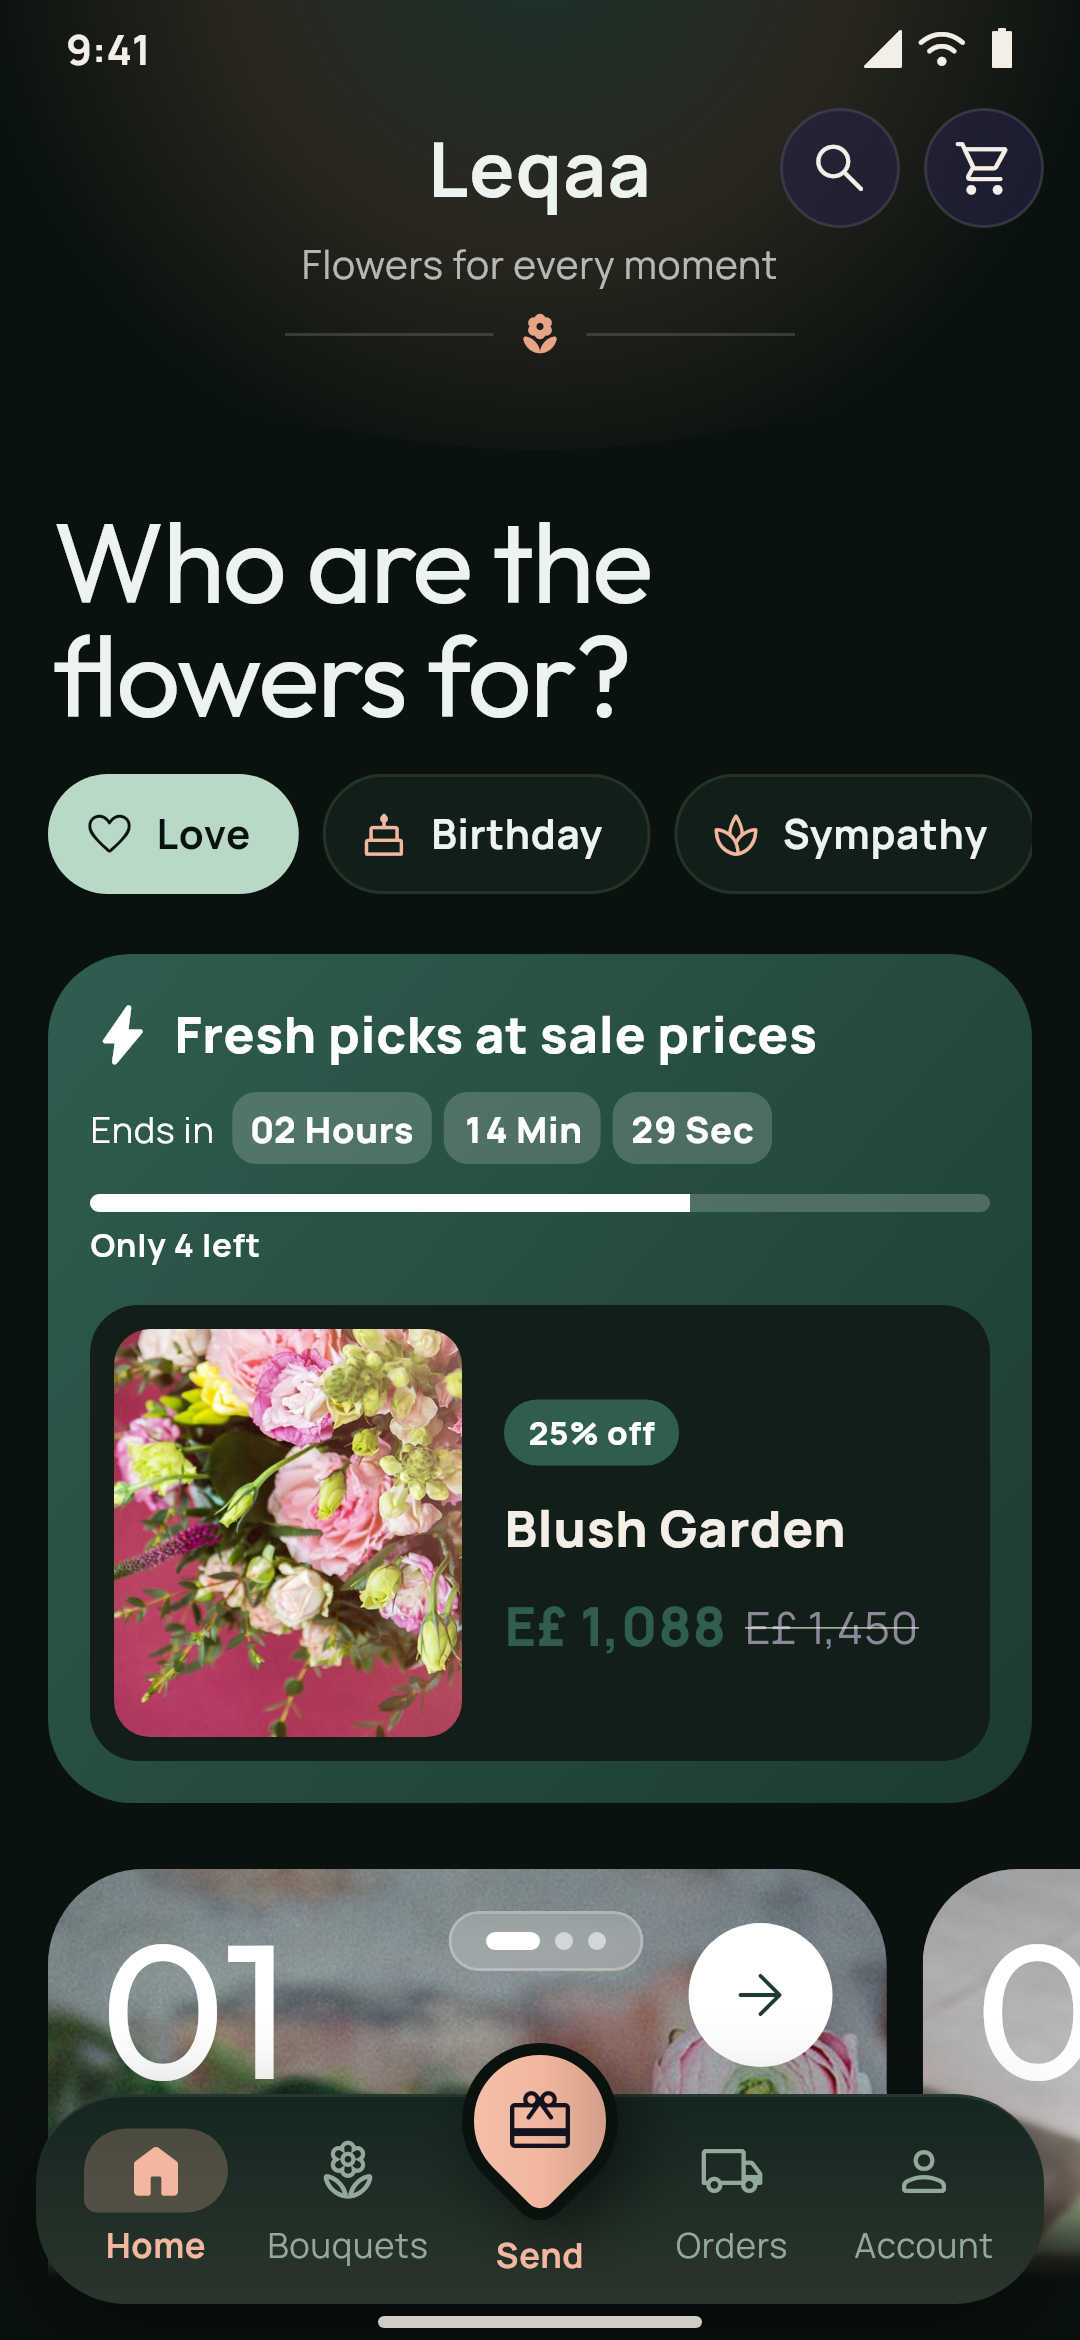 9:41
Leqaa
Flowers for every moment
Who are the
flowers for?
Love
Birthday
Sympathy
Fresh picks at sale prices
Ends in
02 Hours
14 Min
29 Sec
Only 4 left
25% off
Blush Garden
E£ 1,088
E£ 1,450
01
0
Home
Bouquets
Send
Orders
Account